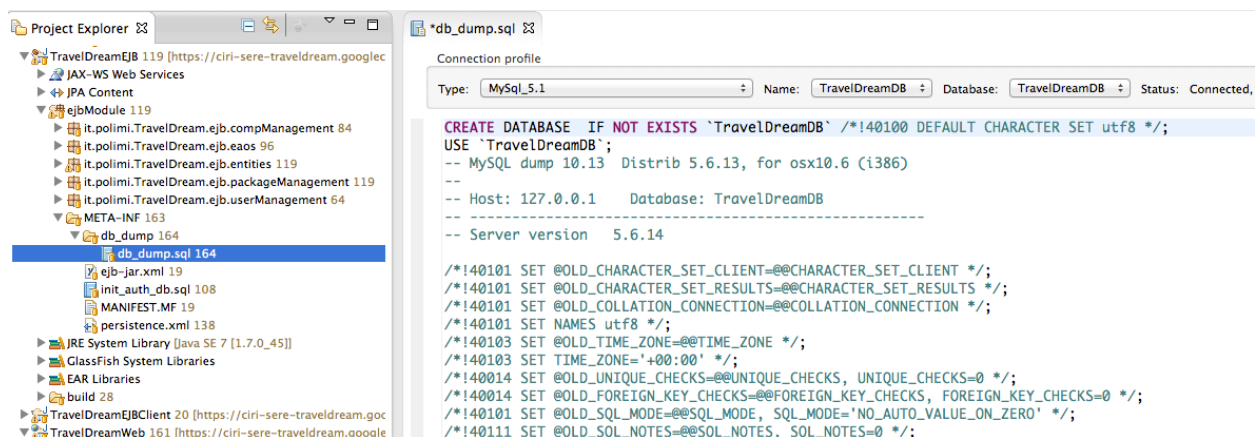 Project Explorer
TravelDreamEJB 119 [https://ciri-sere-traveldream.googlec
JAX-WS Web Services
JPA Content
ejbModule 119
it.polimi.TravelDream.ejb.compManagement 84
it.polimi.TravelDream.ejb.eaos 96
it.polimi.TravelDream.ejb.entities 119
it.polimi.TravelDream.ejb.packageManagement 119
it.polimi.TravelDream.ejb.userManagement 64
META-INF 163
db_dump 164
db_dump.sql 164
ejb-jar.xml 19
init_auth_db.sql 108
MANIFEST.MF 19
persistence.xml 138
JRE System Library [Java SE 7 [1.7.0_45]]
GlassFish System Libraries
EAR Libraries
build 28
TravelDreamEJBClient 20 [https://ciri-sere-traveldream.goo
TravelDreamWeb 161 [https://ciri-sere-traveldream.google
*db_dump.sql
Connection profile
Type: MySql_5.1 Name: TravelDreamDB Database: TravelDreamDB Status: Connected,
CREATE DATABASE  IF NOT EXISTS `TravelDreamDB` /*!40100 DEFAULT CHARACTER SET utf8 */;
USE `TravelDreamDB`;
-- MySQL dump 10.13  Distrib 5.6.13, for osx10.6 (i386)
--
-- Host: 127.0.0.1    Database: TravelDreamDB
-- ------------------------------------------------------
-- Server version   5.6.14
/*!40101 SET @OLD_CHARACTER_SET_CLIENT=@@CHARACTER_SET_CLIENT */;
/*!40101 SET @OLD_CHARACTER_SET_RESULTS=@@CHARACTER_SET_RESULTS */;
/*!40101 SET @OLD_COLLATION_CONNECTION=@@COLLATION_CONNECTION */;
/*!40101 SET NAMES utf8 */;
/*!40103 SET @OLD_TIME_ZONE=@@TIME_ZONE */;
/*!40103 SET TIME_ZONE='+00:00' */;
/*!40014 SET @OLD_UNIQUE_CHECKS=@@UNIQUE_CHECKS, UNIQUE_CHECKS=0 */;
/*!40014 SET @OLD_FOREIGN_KEY_CHECKS=@@FOREIGN_KEY_CHECKS, FOREIGN_KEY_CHECKS=0 */;
/*!40101 SET @OLD_SQL_MODE=@@SQL_MODE, SQL_MODE='NO_AUTO_VALUE_ON_ZERO' */;
/*!40111 SET @OLD_SQL_NOTES=@@SQL_NOTES, SQL_NOTES=0 */;